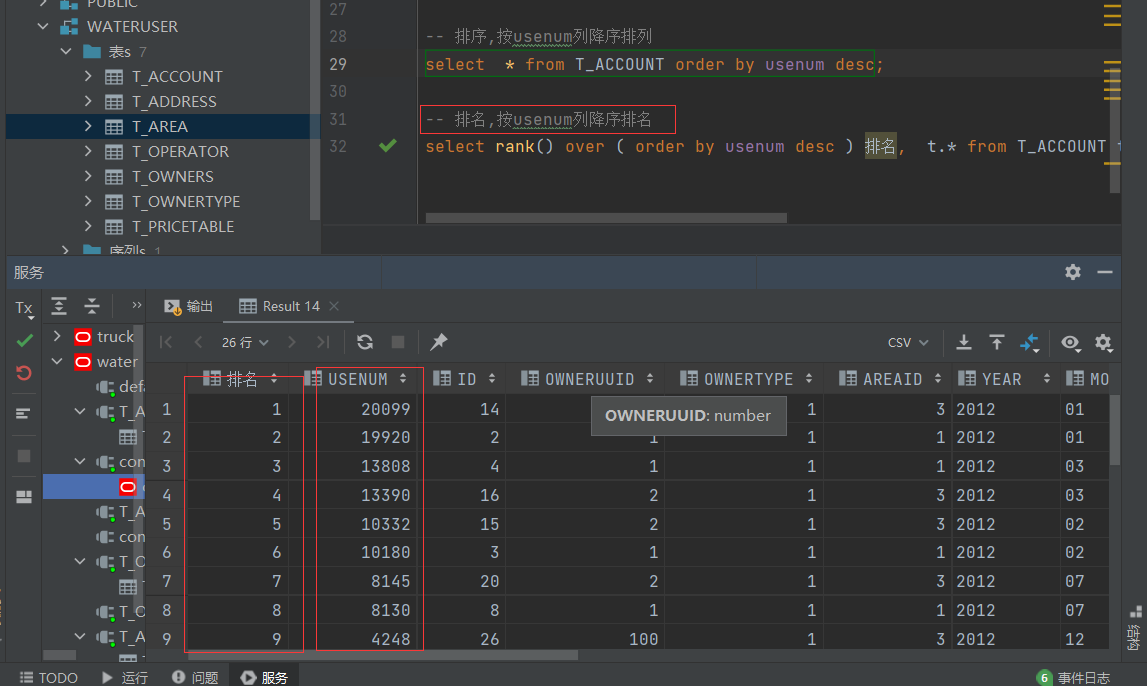 PUBLIC
WATERUSER
表s 7
T_ACCOUNT
T_ADDRESS
T_AREA
T_OPERATOR
T_OWNERS
T_OWNERTYPE
T_PRICETABLE
序列s 1
27
28 -- 排序,按usenum列降序排列
29 select * from T_ACCOUNT order by usenum desc;
30
31 -- 排名,按usenum列降序排名
32 select rank() over ( order by usenum desc ) 排名, t.* from T_ACCOUNT
服务
Tx
输出 Result 14
26 行 CSV
truck
water
defa
T_A
con
T_A
con
T_O
T_O
T_A
排名 USENUM ID OWNERUUID OWNERTYPE AREAID YEAR MO
1 1 20099 14 1 3 2012 01
OWNERUUID: number
2 2 19920 2 1 1 1 2012 01
3 3 13808 4 1 1 1 2012 03
4 4 13390 16 2 1 3 2012 03
5 5 10332 15 2 1 3 2012 02
6 6 10180 3 1 1 1 2012 02
7 7 8145 20 2 1 3 2012 07
8 8 8130 8 1 1 1 2012 07
9 9 4248 26 100 1 3 2012 12
结构
TODO 运行 问题 服务 6 事件日志